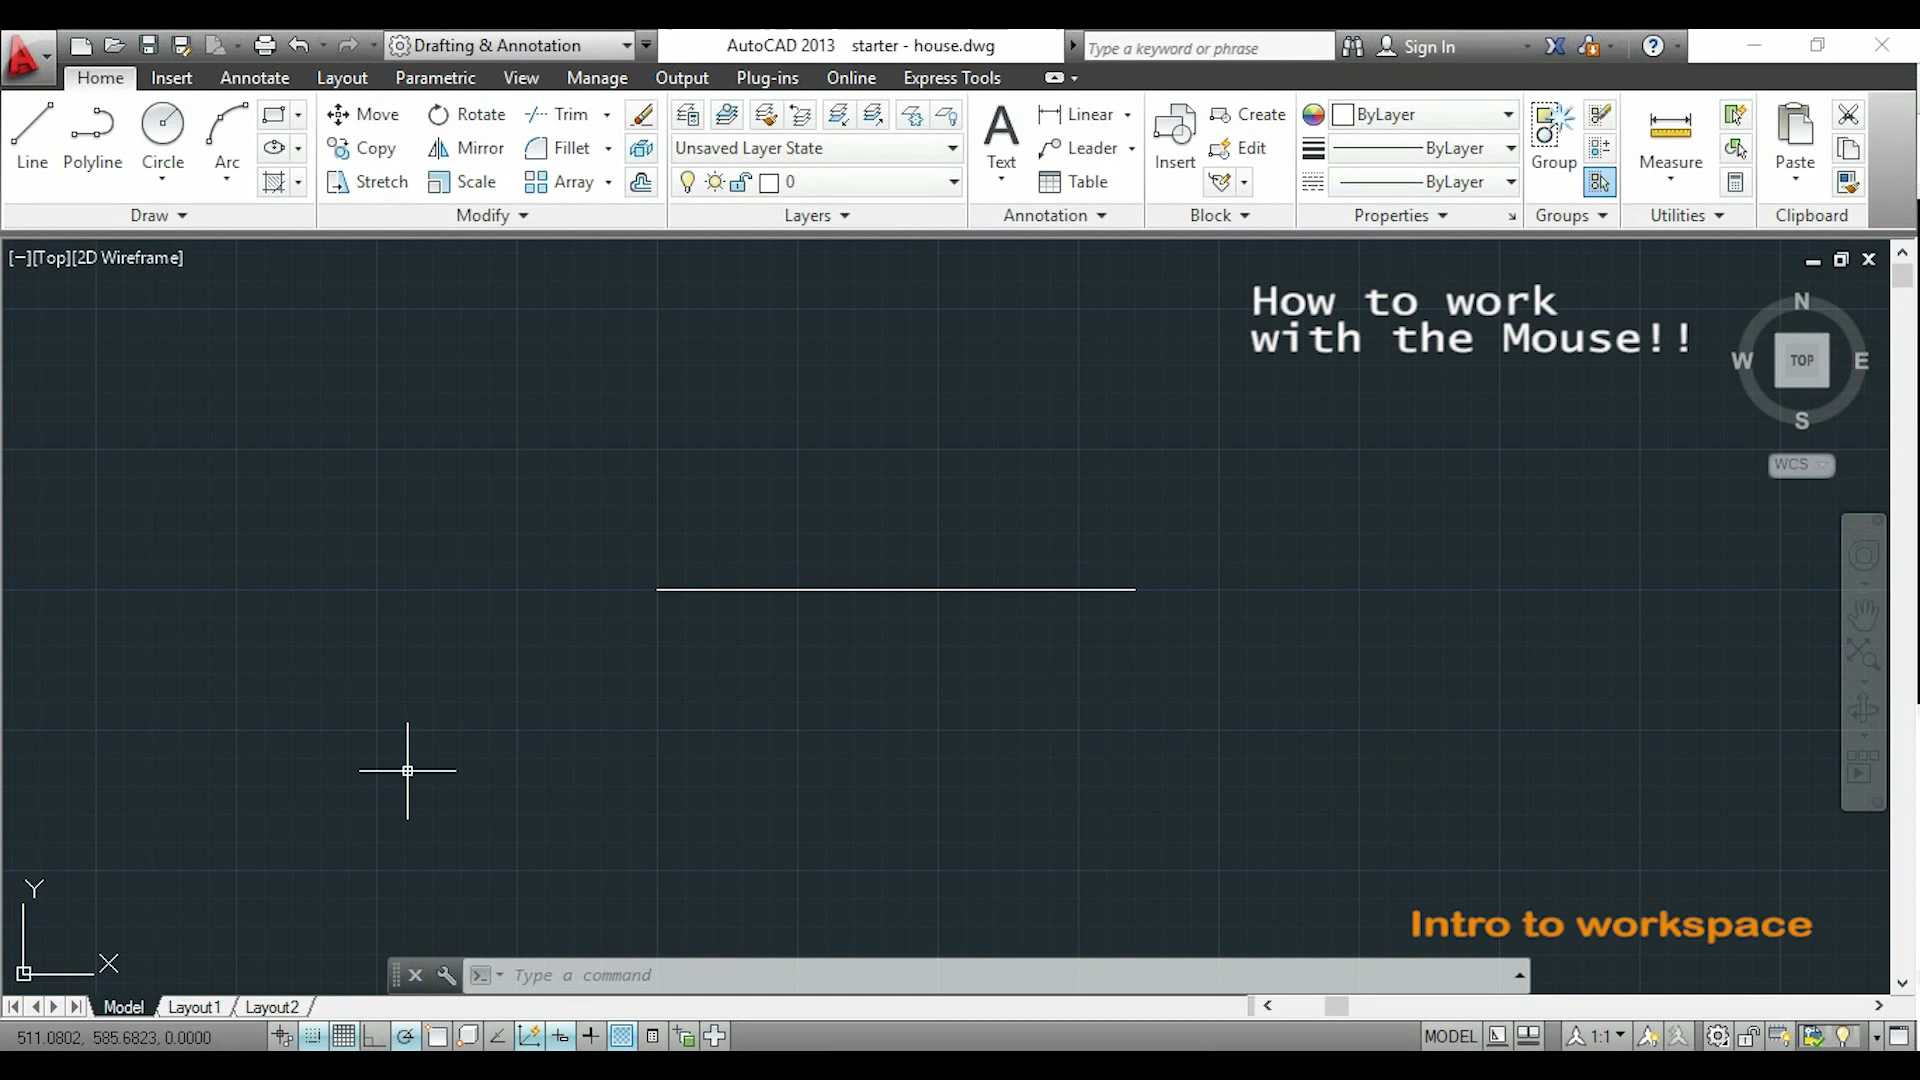 Drafting & Annotation
AutoCAD 2013 starter - house.dwg
Type a keyword or phrase
Sign In
Home Insert Annotate Layout Parametric View Manage Output Plug-ins Online Express Tools
Line Polyline Circle Arc
Move Rotate Trim
Copy Mirror Fillet
Stretch Scale Array
Unsaved Layer State
0
Text
Linear
Leader
Table
Insert
Create
Edit
ByLayer
ByLayer
ByLayer
Group
Measure
Paste
Draw Modify Layers Annotation Block Properties Groups Utilities Clipboard
[−][Top][2D Wireframe]
How to work
with the Mouse!!
N
W TOP E
S
WCS
Y
X
Intro to workspace
Type a command
Model Layout1 Layout2
511.0802, 585.6823, 0.0000
MODEL
1:1